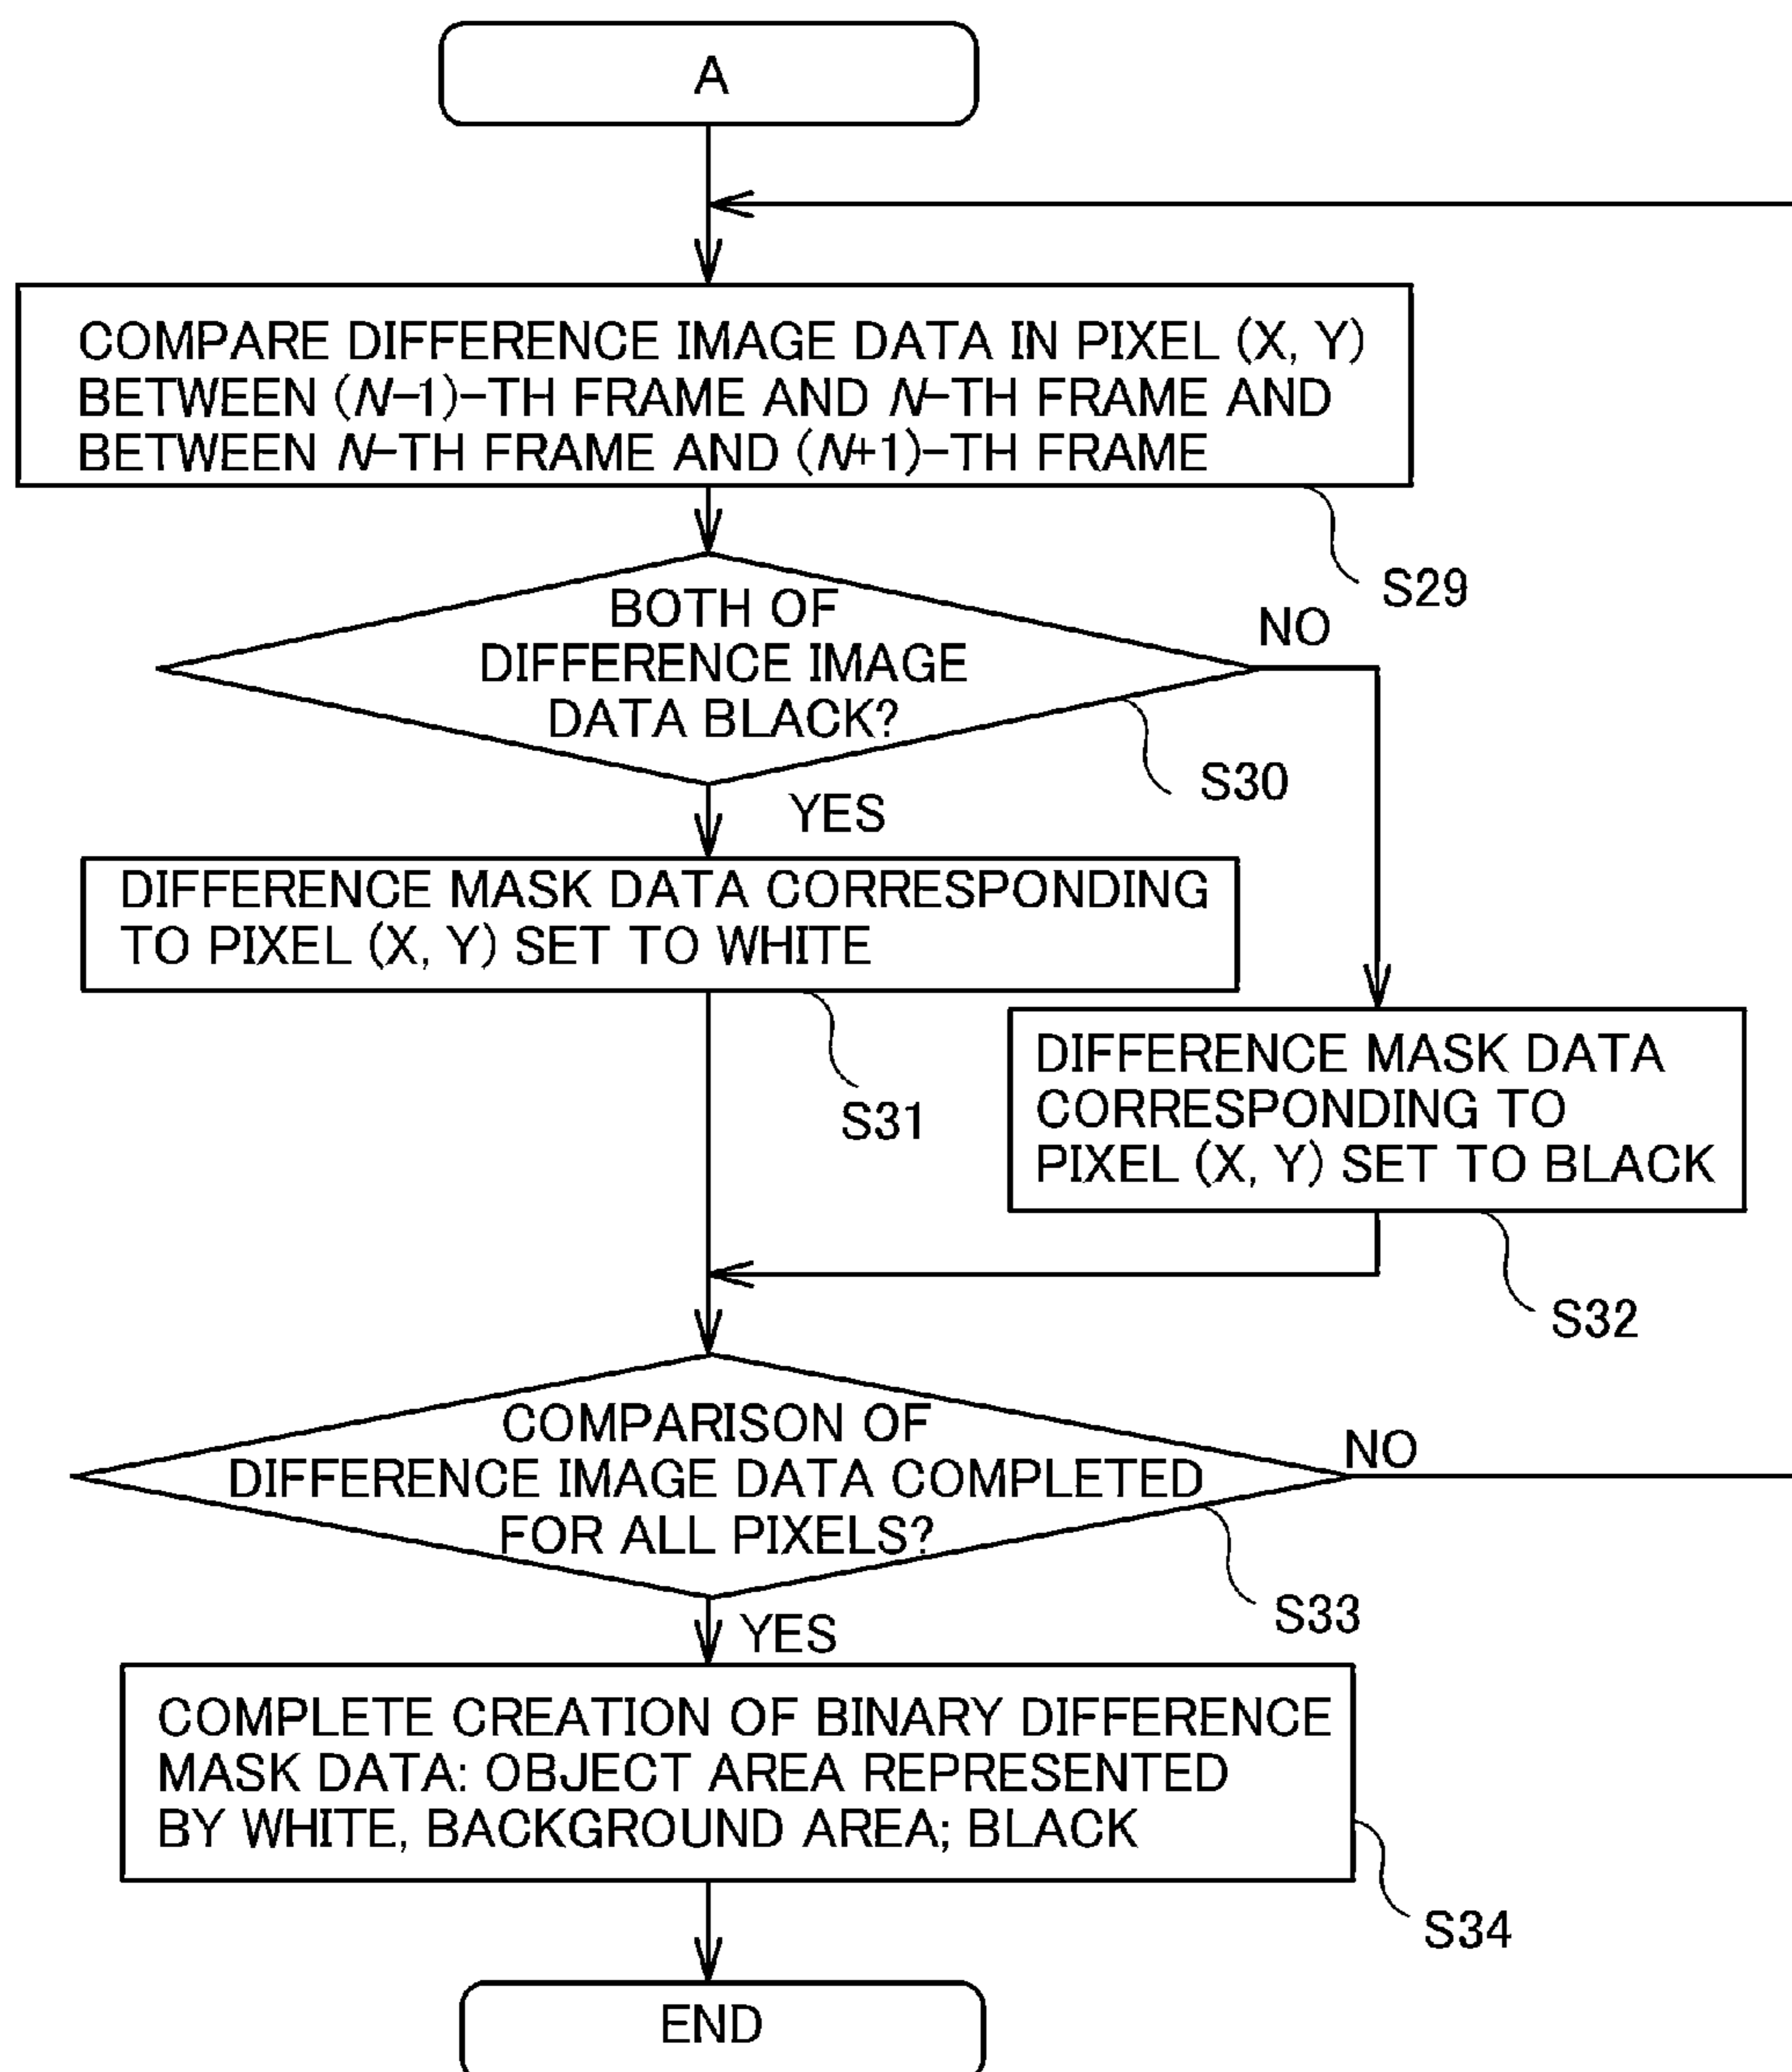 A
COMPARE DIFFERENCE IMAGE DATA IN PIXEL (X, Y)
BETWEEN (N-1)-TH FRAME AND N-TH FRAME AND
BETWEEN N-TH FRAME AND (N+1)-TH FRAME
S29
BOTH OF
DIFFERENCE IMAGE
DATA BLACK?
NO
S30
YES
DIFFERENCE MASK DATA CORRESPONDING
TO PIXEL (X, Y) SET TO WHITE
S31
DIFFERENCE MASK DATA
CORRESPONDING TO
PIXEL (X, Y) SET TO BLACK
S32
COMPARISON OF
DIFFERENCE IMAGE DATA COMPLETED
FOR ALL PIXELS?
NO
S33
YES
COMPLETE CREATION OF BINARY DIFFERENCE
MASK DATA: OBJECT AREA REPRESENTED
BY WHITE, BACKGROUND AREA; BLACK
S34
END